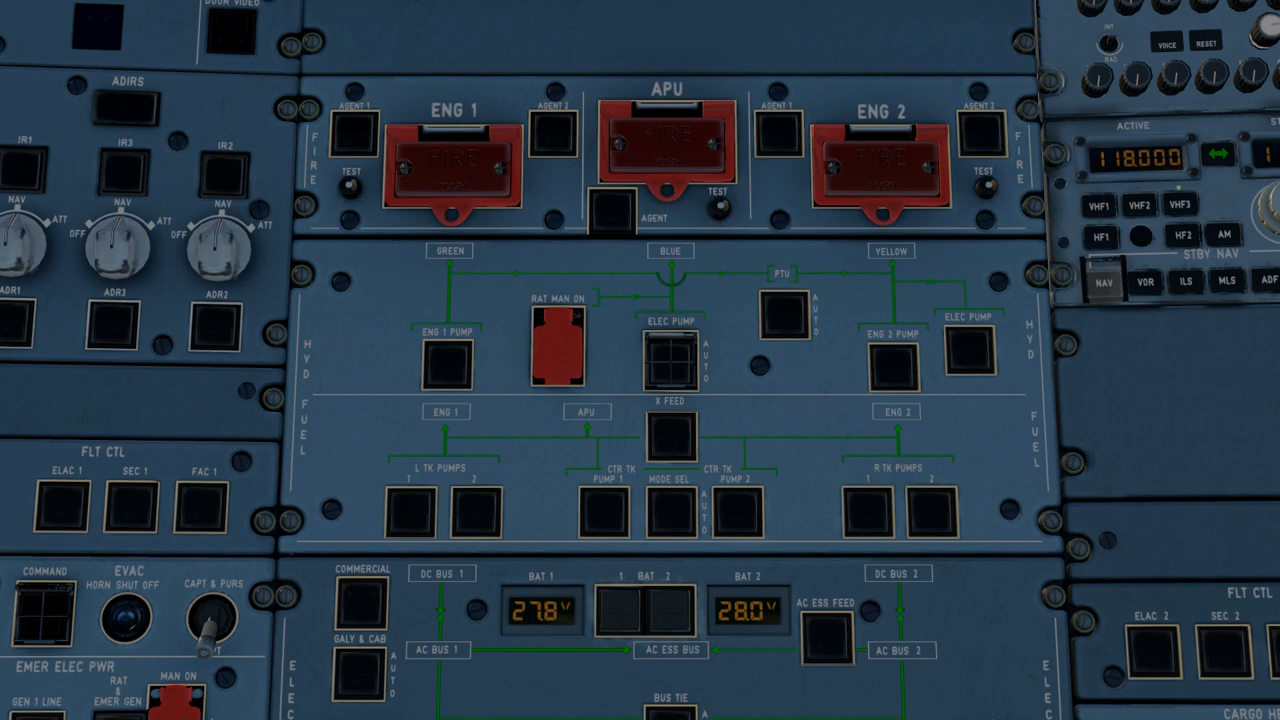 DOOR VIDEO
ADIRS
IR1
IR3
IR2
NAV
ATT
OFF
NAV
ATT
OFF
NAV
ATT
ADR1
ADR3
ADR2
FLT CTL
ELAC 1
SEC 1
FAC 1
COMMAND
EVAC
HORN SHUT OFF
CAPT & PURS
EMER ELEC PWR
GEN 1 LINE
RAT
&
EMER GEN
MAN ON
FIRE
AGENT 1
ENG 1
AGENT 2
TEST
FIRE
PUSH
APU
FIRE
PUSH
AGENT
TEST
AGENT 1
ENG 2
AGENT 2
FIRE
PUSH
TEST
FIRE
GREEN
BLUE
YELLOW
PTU
AUTO
RAT MAN ON
ENG 1 PUMP
ELEC PUMP
AUTO
ENG 2 PUMP
ELEC PUMP
HYD
HYD
FUEL
FUEL
X FEED
ENG 1
APU
ENG 2
L TK PUMPS
1
2
CTR TK
PUMP 1
MODE SEL
AUTO
CTR TK
PUMP 2
R TK PUMPS
1
2
COMMERCIAL
DC BUS 1
BAT 1
27.8V
1 BAT 2
BAT 2
28.0V
DC BUS 2
AC ESS FEED
GALY & CAB
AUTO
AC BUS 1
AC ESS BUS
AC BUS 2
BUS TIE
A
ELEC
ELEC
INT
RAD
VOICE
RESET
ACTIVE
118.000
VHF1
VHF2
VHF3
HF1
HF2
AM
STBY NAV
NAV
VOR
ILS
MLS
ADF
FLT CTL
ELAC 2
SEC 2